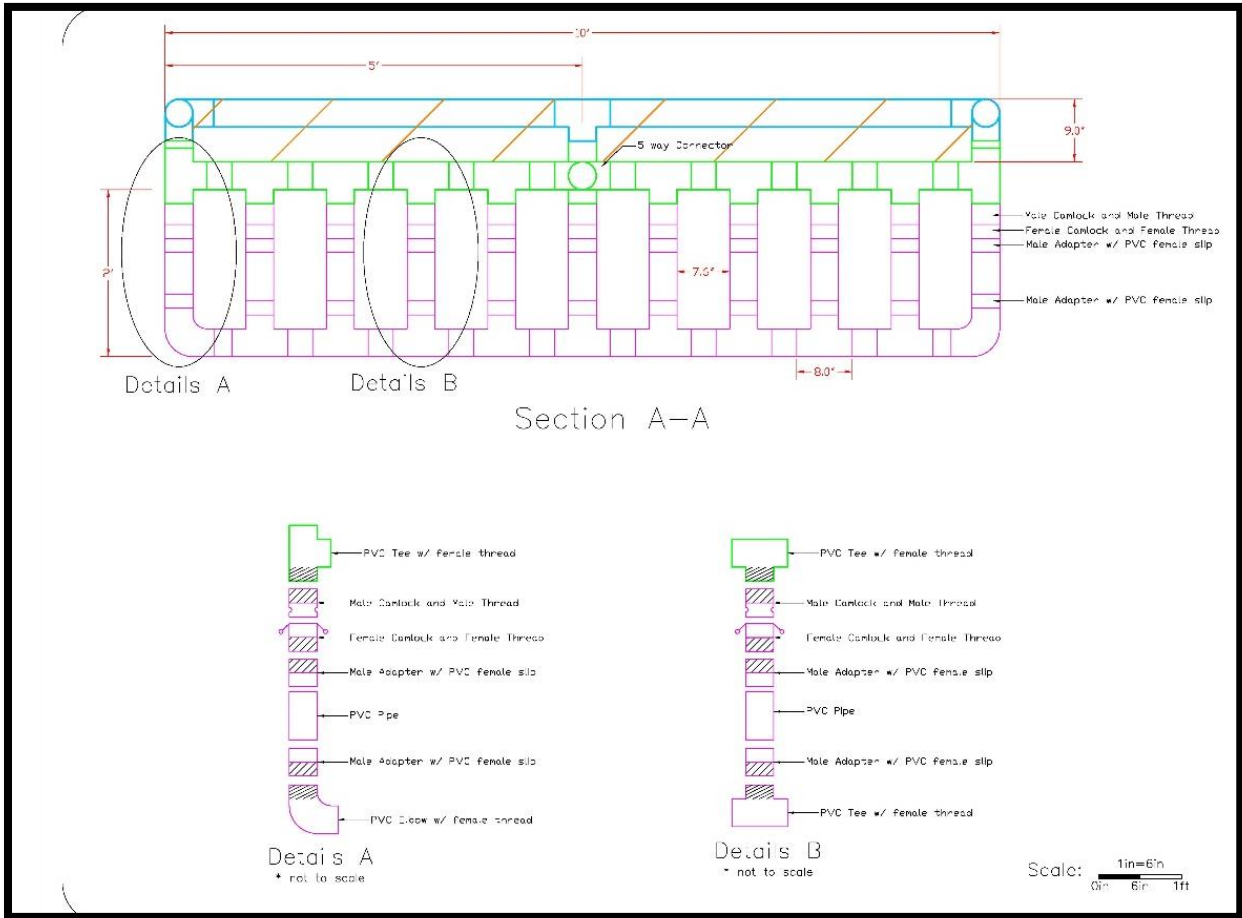 10'
5'
9.0"
5 way Connector
Male Camlock and Male Thread
Female Camlock and Female Thread
Male Adapter w/ PVC female slip
2'
7.5"
Male Adapter w/ PVC female slip
8.0"
Details A
Details B
Section A-A
PVC Tee w/ female thread
Male Camlock and Male Thread
Female Camlock and Female Thread
Male Adapter w/ PVC female slip
PVC Pipe
Male Adapter w/ PVC female slip
PVC Elbow w/ female thread
Details A
* not to scale
PVC Tee w/ female thread
Male Camlock and Male Thread
Female Camlock and Female Thread
Male Adapter w/ PVC female slip
PVC Pipe
Male Adapter w/ PVC female slip
PVC Tee w/ female thread
Details B
* not to scale
Scale: 1in=6in
0in 6in 1ft